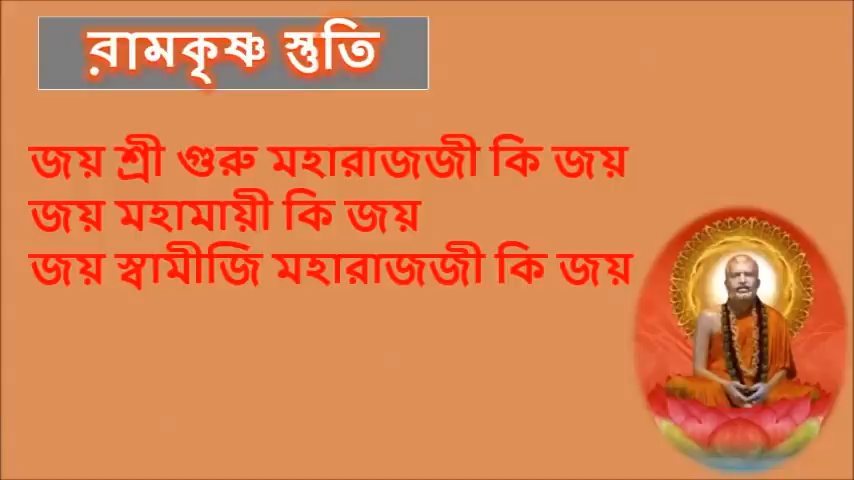 রামকৃষ্ণ স্তুতি
জয় শ্রী গুরু মহারাজজী কি জয়
জয় মহামায়ী কি জয়
জয় স্বামীজি মহারাজজী কি জয়